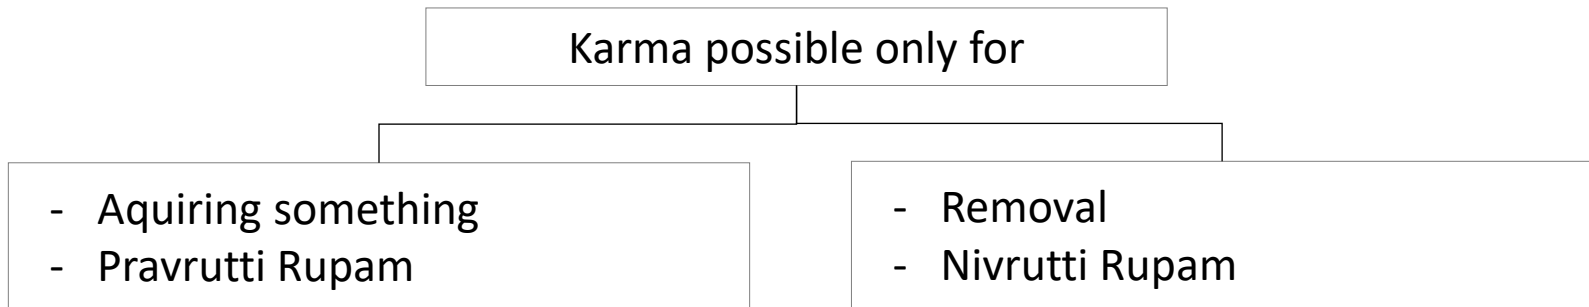 Karma possible only for
- Aquiring something
- Pravrutti Rupam
- Removal
- Nivrutti Rupam